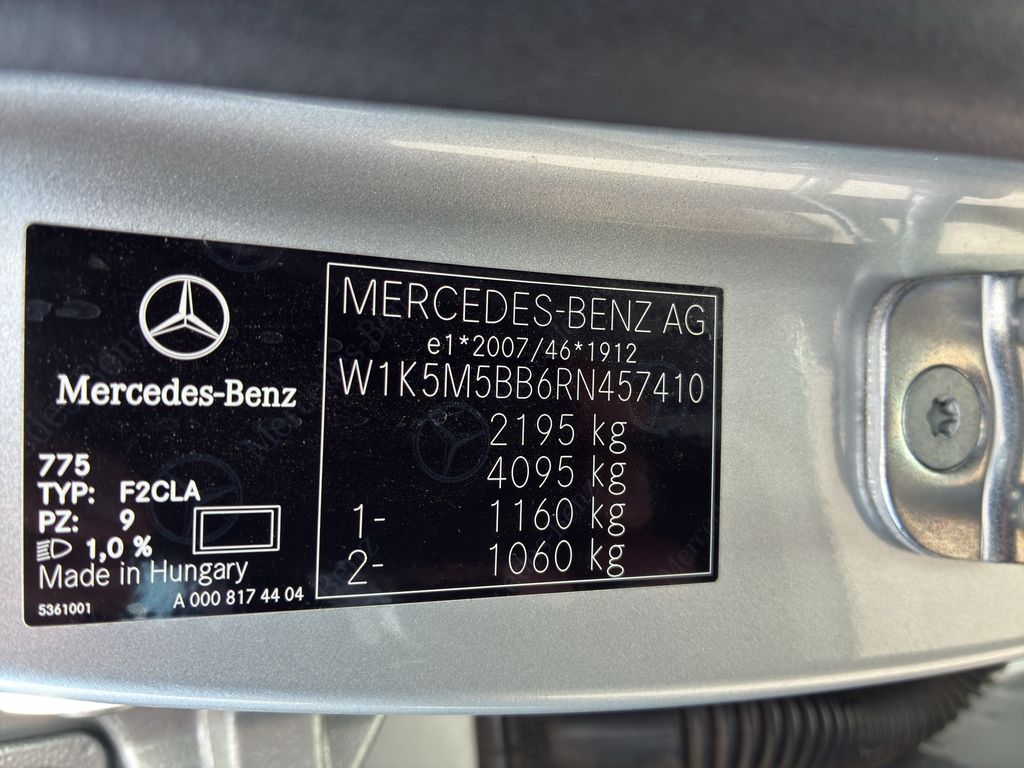 Mercedes-Benz
775
TYP: F2CLA
PZ: 9
1,0 %
Made in Hungary
5361001
A 000 817 44 04
MERCEDES-BENZ AG
e1*2007/46*1912
W1K5M5BB6RN457410
2195 kg
4095 kg
1- 1160 kg
2- 1060 kg